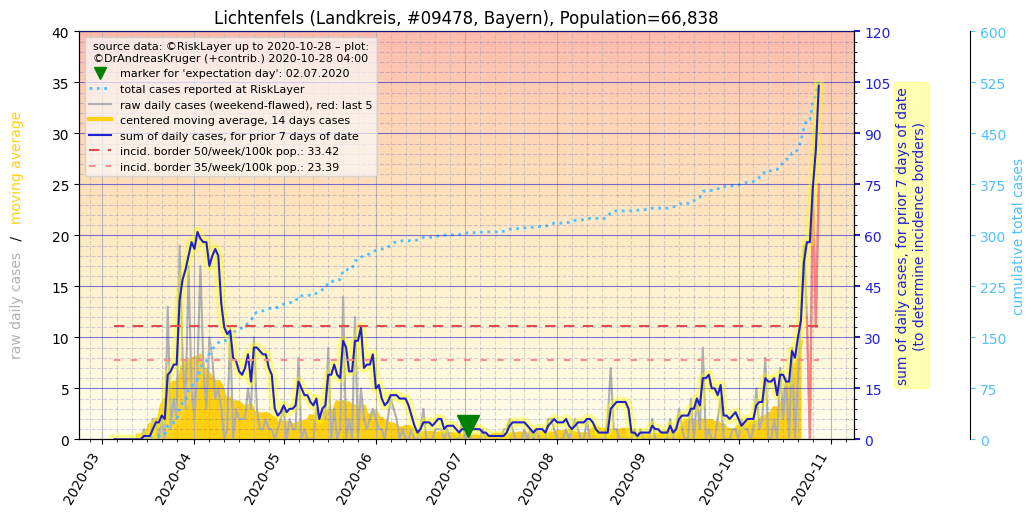 Lichtenfels (Landkreis, #09478, Bayern), Population=66,838
source data: ©RiskLayer up to 2020-10-28 – plot:
©DrAndreasKruger (+contrib.) 2020-10-28 04:00
marker for 'expectation day': 02.07.2020
total cases reported at RiskLayer
raw daily cases (weekend-flawed), red: last 5
centered moving average, 14 days cases
sum of daily cases, for prior 7 days of date
incid. border 50/week/100k pop.: 33.42
incid. border 35/week/100k pop.: 23.39
raw daily cases / moving average
40
35
30
25
20
15
10
5
0
120
105
90
75
60
45
30
15
0
sum of daily cases, for prior 7 days of date
(to determine incidence borders)
600
525
450
375
300
225
150
75
0
cumulative total cases
2020-03
2020-04
2020-05
2020-06
2020-07
2020-08
2020-09
2020-10
2020-11